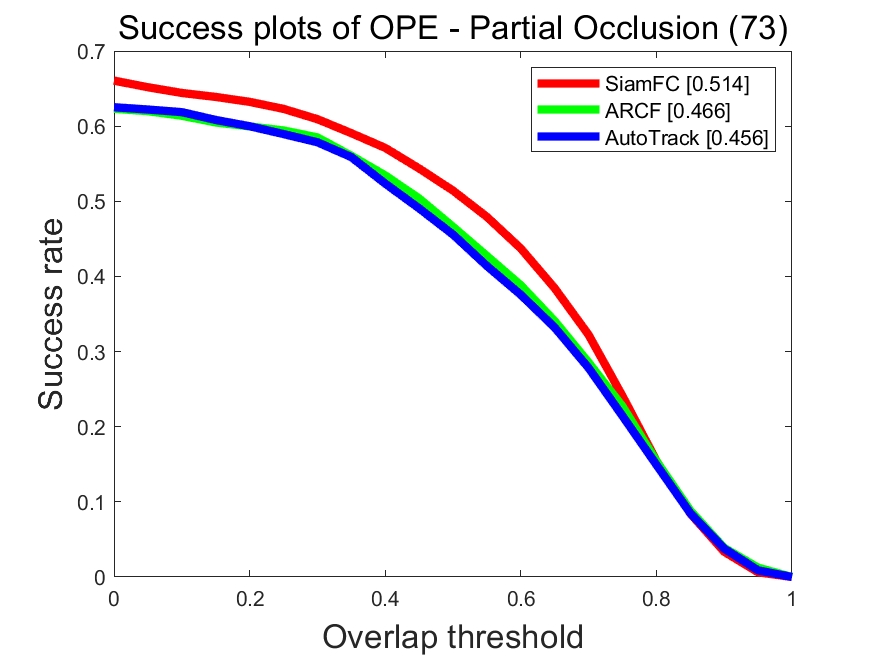 Success plots of OPE - Partial Occlusion (73)
SiamFC [0.514]
ARCF [0.466]
AutoTrack [0.456]
Success rate
0.7
0.6
0.5
0.4
0.3
0.2
0.1
0
0
0.2
0.4
0.6
0.8
1
Overlap threshold